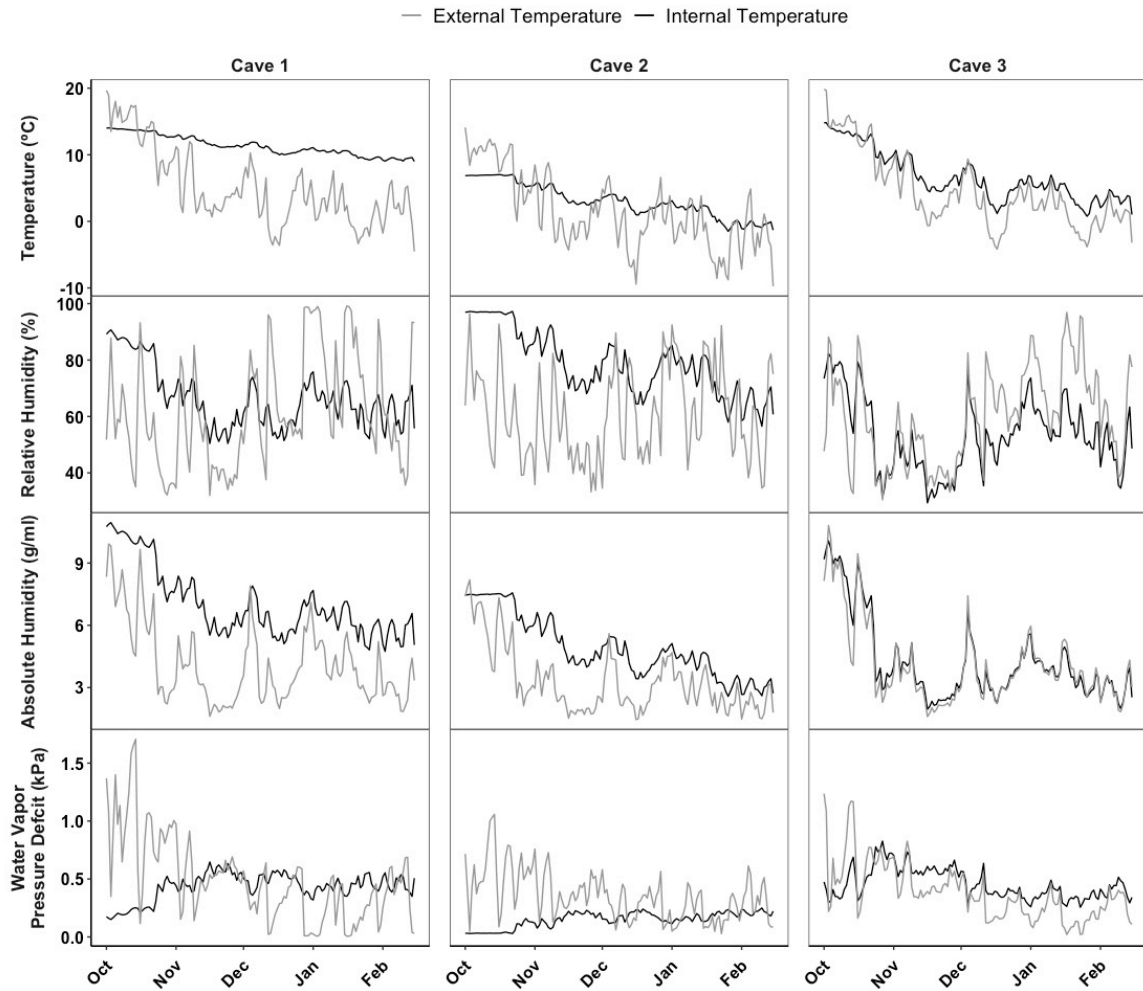 External Temperature Internal Temperature
Cave 1 Cave 2 Cave 3
Temperature (°C)
20
10
0
-10
Relative Humidity (%)
100
80
60
40
Absolute Humidity (g/ml)
9
6
3
Water Vapor
Pressure Defcit (kPa)
1.5
1.0
0.5
0.0
Oct Nov Dec Jan Feb Oct Nov Dec Jan Feb Oct Nov Dec Jan Feb